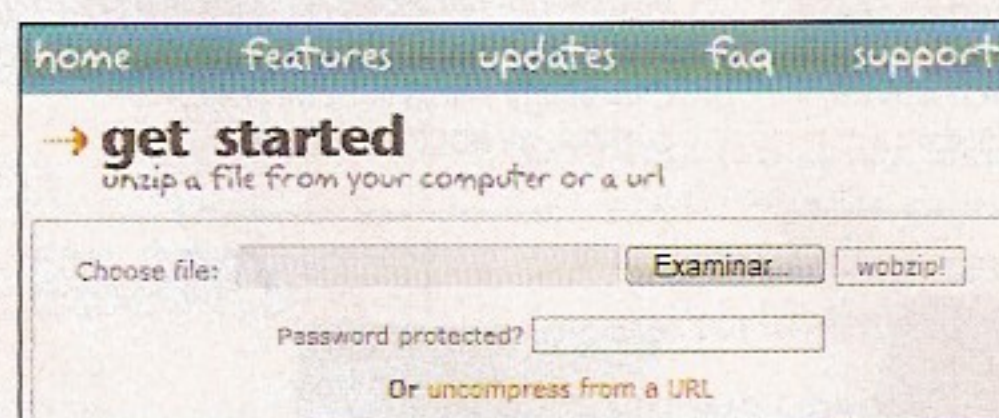 home features updates faq support
get started
unzip a file from your computer or a url
Choose file: Examinar... wobzip!
Password protected?
Or uncompress from a URL